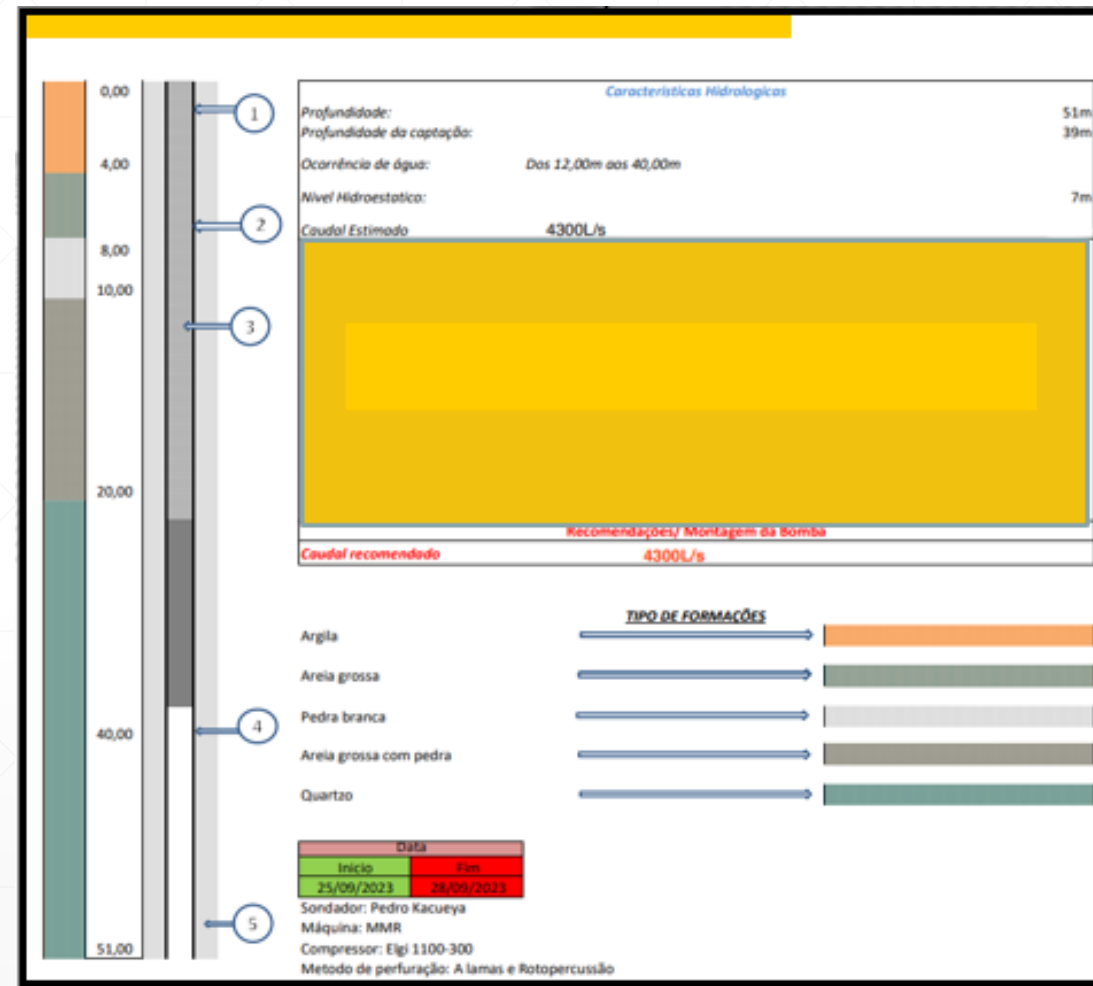 0,00
4,00
8,00
10,00
20,00
40,00
51,00
1
2
3
4
5
Caracteristicas Hidrologicas
Profundidade: 51m
Profundidade da captação: 39m
Ocorrência de água: Dos 12,00m aos 40,00m
Nivel Hidroestatico: 7m
Caudal Estimado 4300L/s
Recomendações/ Montagem da Bomba
Caudal recomendado 4300L/s
TIPO DE FORMAÇÕES
Argila
Areia grossa
Pedra branca
Areia grossa com pedra
Quartzo
Data
Inicio Fim
25/09/2023 28/09/2023
Sondador: Pedro Kacueya
Máquina: MMR
Compressor: Elgi 1100-300
Metodo de perfuração: A lamas e Rotopercussão